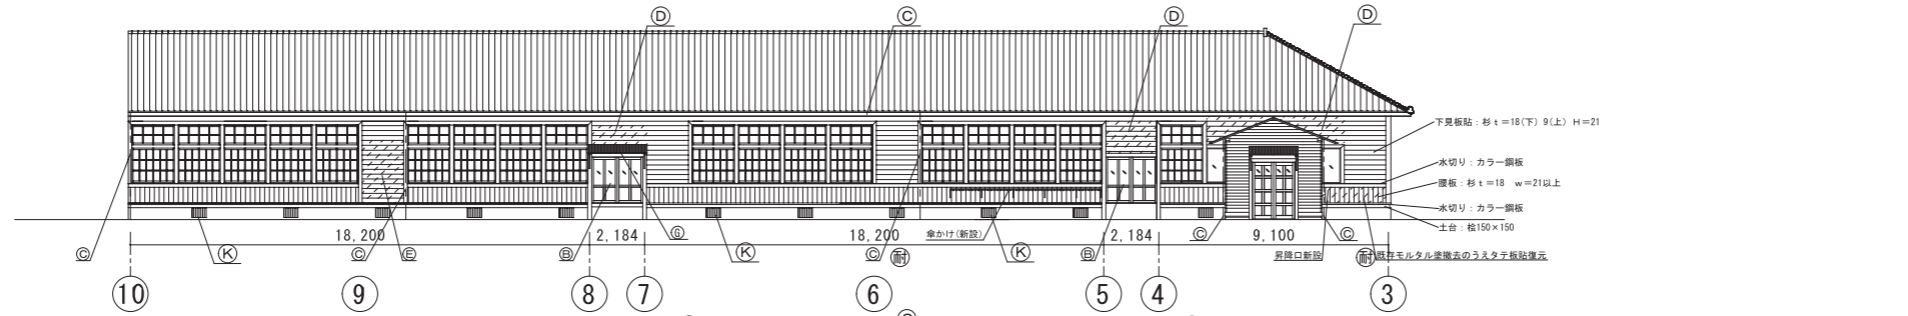 Ⓓ Ⓒ Ⓓ Ⓓ
下見板貼：杉ｔ＝18(下) 9(上) Ｈ＝21
水切り：カラー鋼板
腰板：杉ｔ＝18 ｗ＝21以上
水切り：カラー鋼板
土台：桧150×150
18,200 2,184 18,200 2,184 9,100
傘かけ(新設)
Ⓒ Ⓚ Ⓒ Ⓔ Ⓑ Ⓖ Ⓚ Ⓒ 耐 Ⓚ Ⓑ Ⓒ Ⓒ
昇降口新設 耐 既存モルタル塗撤去のうえタテ板貼復元
10 9 8 7 6 5 4 3